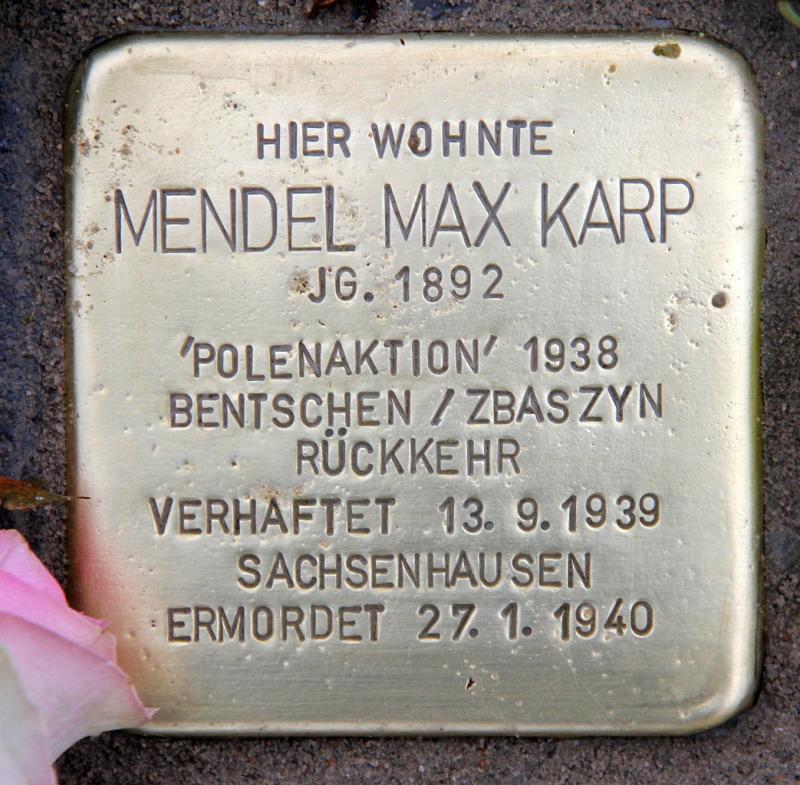 HIER WOHNTE
MENDEL MAX KARP
JG. 1892
'POLENAKTION' 1938
BENTSCHEN / ZBASZYN
RÜCKKEHR
VERHAFTET 13. 9. 1939
SACHSENHAUSEN
ERMORDET 27. 1. 1940